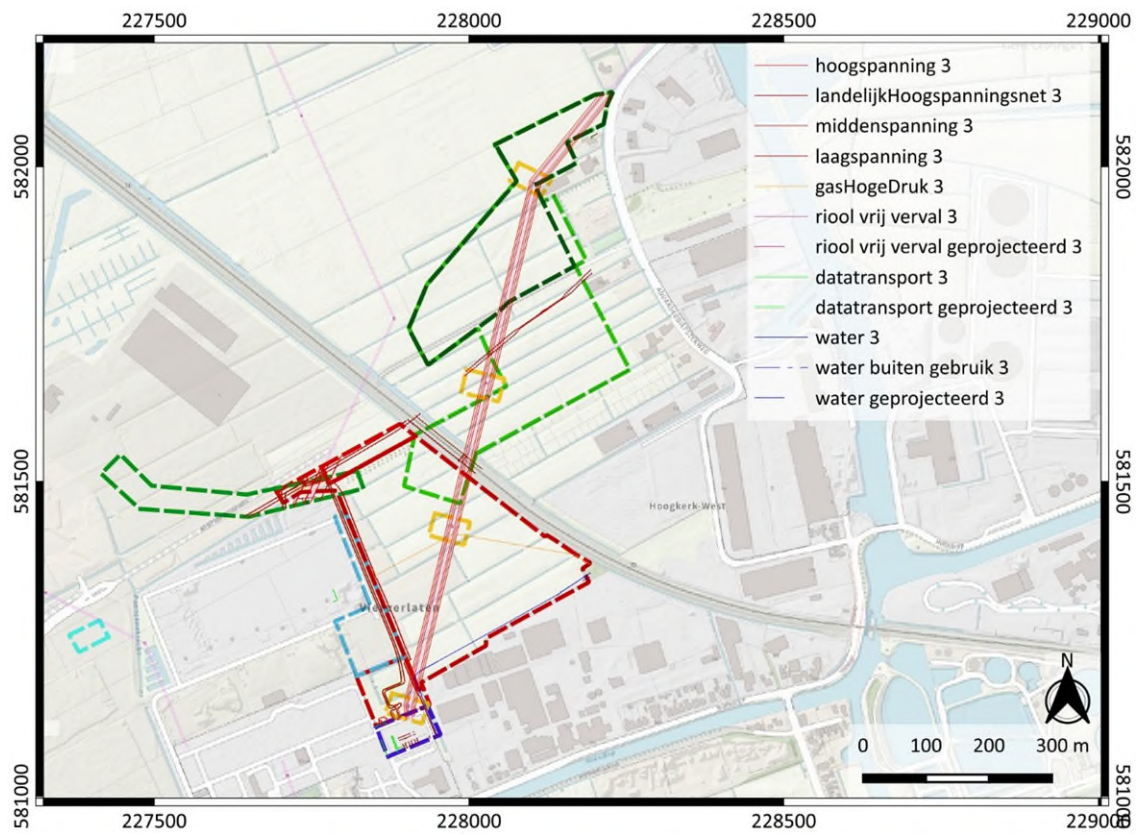 227500 228000 228500 229000
hoogspanning 3
landelijkHoogspanningsnet 3
middenspanning 3
laagspanning 3
gasHogeDruk 3
riool vrij verval 3
riool vrij verval geprojecteerd 3
datatransport 3
datatransport geprojecteerd 3
water 3
water buiten gebruik 3
water geprojecteerd 3
582000 582000
581500 581500
Hoogkerk-West
N
0 100 200 300 m
581000 581000
227500 228000 228500 229000